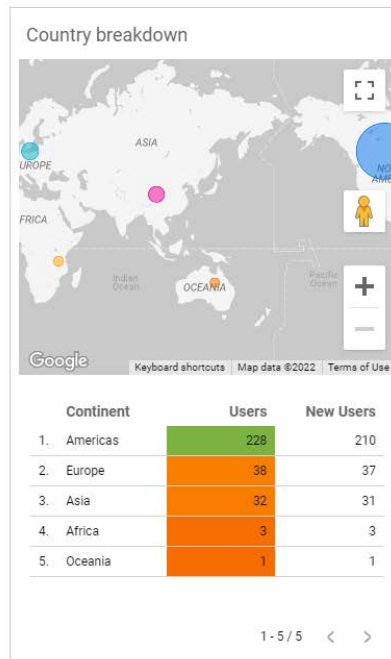 Country breakdown
ASIA
UROPE
NO
AME
FRICA
Indian
Ocean
OCEANIA
Pacific
Ocean
Google
Keyboard shortcuts Map data ©2022 Terms of Use
Continent Users New Users
1. Americas 228 210
2. Europe 38 37
3. Asia 32 31
4. Africa 3 3
5. Oceania 1 1
1 - 5 / 5 < >